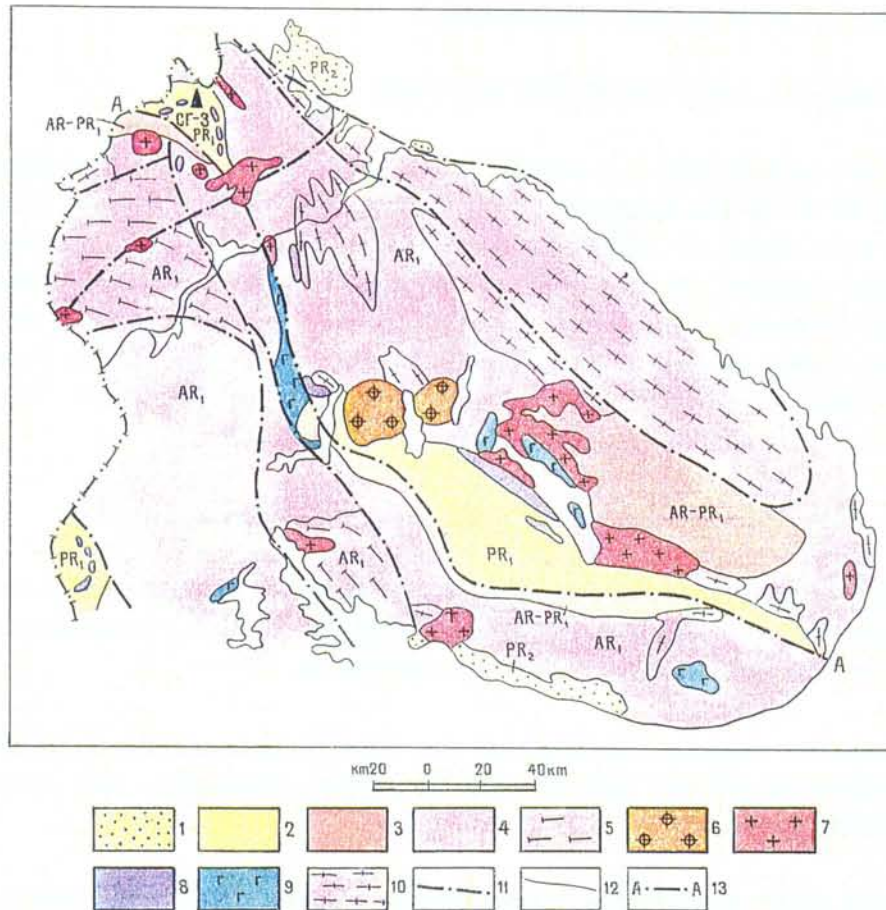 PR₂
A
СГ-3
PR₁
AR-PR₁
AR₁
AR₁
AR₁
AR-PR₁
PR₁
PR₁
AR₁
AR-PR₁
AR₁
PR₂
A
км20 0 20 40км
1 2 3 4 5 6 7
8 9 10 11 12 A A 13